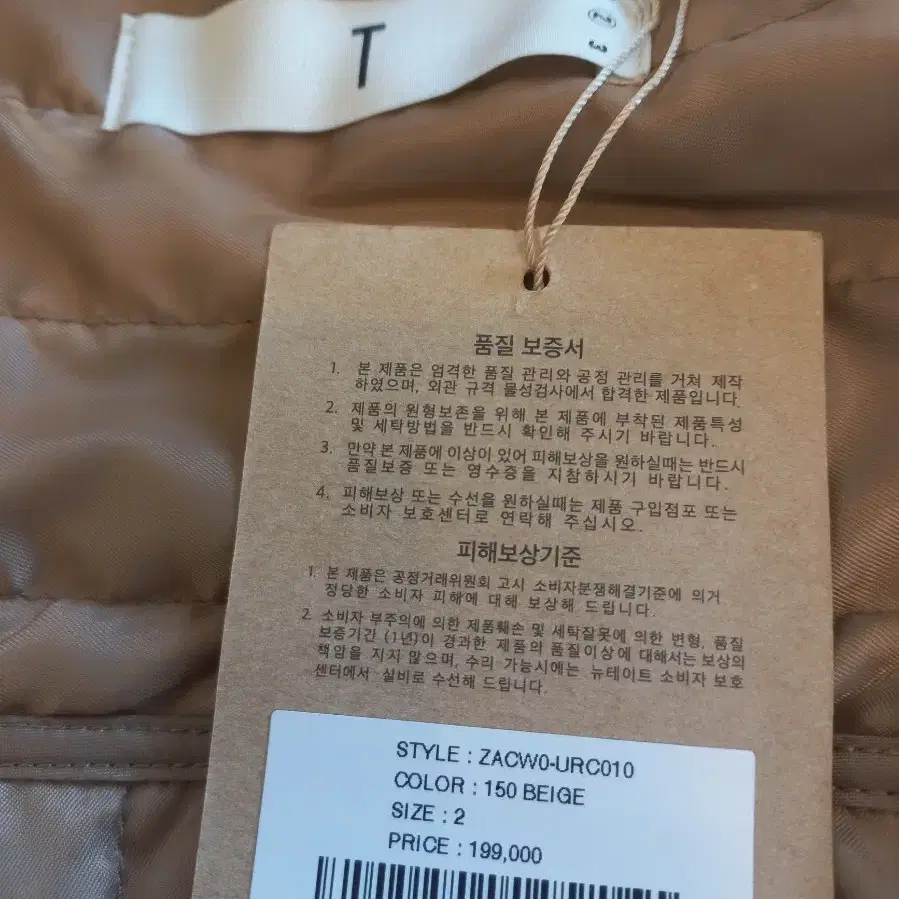 T
②
3
품질 보증서
1. 본 제품은 엄격한 품질 관리와 공정 관리를 거쳐 제작
하였으며, 외관 규격 물성검사에서 합격한 제품입니다.
2. 제품의 원형보존을 위해 본 제품에 부착된 제품특성
및 세탁방법을 반드시 확인해 주시기 바랍니다.
3. 만약 본 제품에 이상이 있어 피해보상을 원하실때는 반드시
품질보증 또는 영수증을 지참하시기 바랍니다.
4. 피해보상 또는 수선을 원하실때는 제품 구입점포 또는
소비자 보호센터로 연락해 주십시오.
피해보상기준
1. 본 제품은 공정거래위원회 고시 소비자분쟁해결기준에 의거
정당한 소비자 피해에 대해 보상해 드립니다.
2. 소비자 부주의에 의한 제품훼손 및 세탁잘못에 의한 변형, 품질
보증기간 (1년)이 경과한 제품의 품질이상에 대해서는 보상의
책임을 지지 않으며, 수리 가능시에는 뉴테이트 소비자 보호
센터에서 실비로 수선해 드립니다.
STYLE : ZACW0-URC010
COLOR : 150 BEIGE
SIZE : 2
PRICE : 199,000